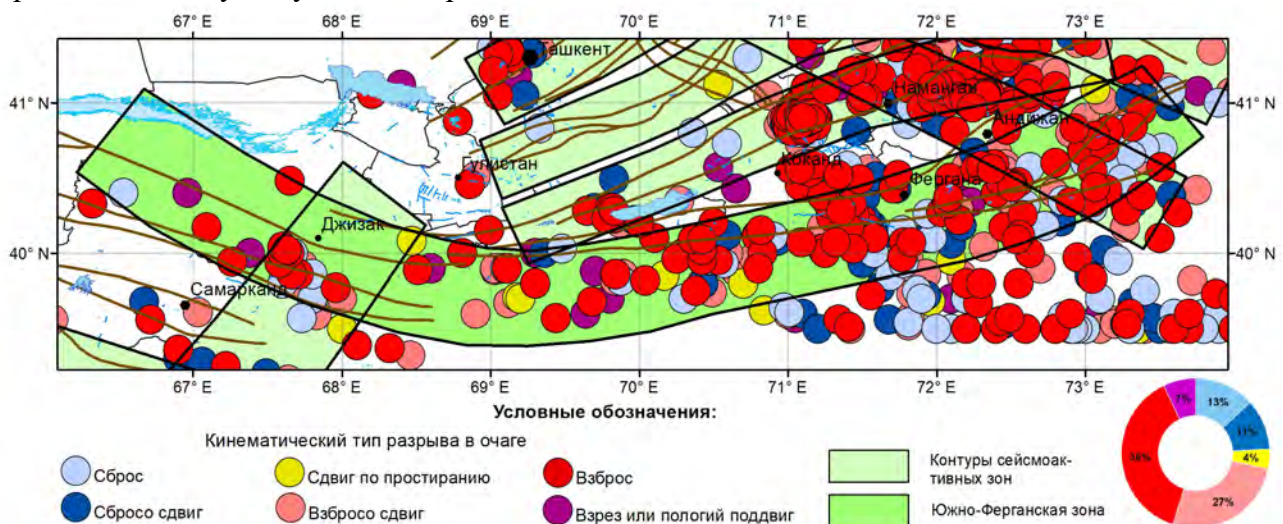 67° E 68° E 69° E 70° E 71° E 72° E 73° E
Ташкент
41° N 41° N
Наманган
Андижан
Гулистан
Коканд
Фергана
Джизак
40° N 40° N
Самарканд
67° E 68° E 69° E 70° E 71° E 72° E 73° E
Условные обозначения:
Кинематический тип разрыва в очаге
Сброс
Сдвиг по простиранию
Взброс
Контуры сейсмоак-
тивных зон
Сбросо сдвиг
Взбросо сдвиг
Взрез или пологий поддвиг
Южно-Ферганская зона
7% 13%
11%
4%
38%
27%